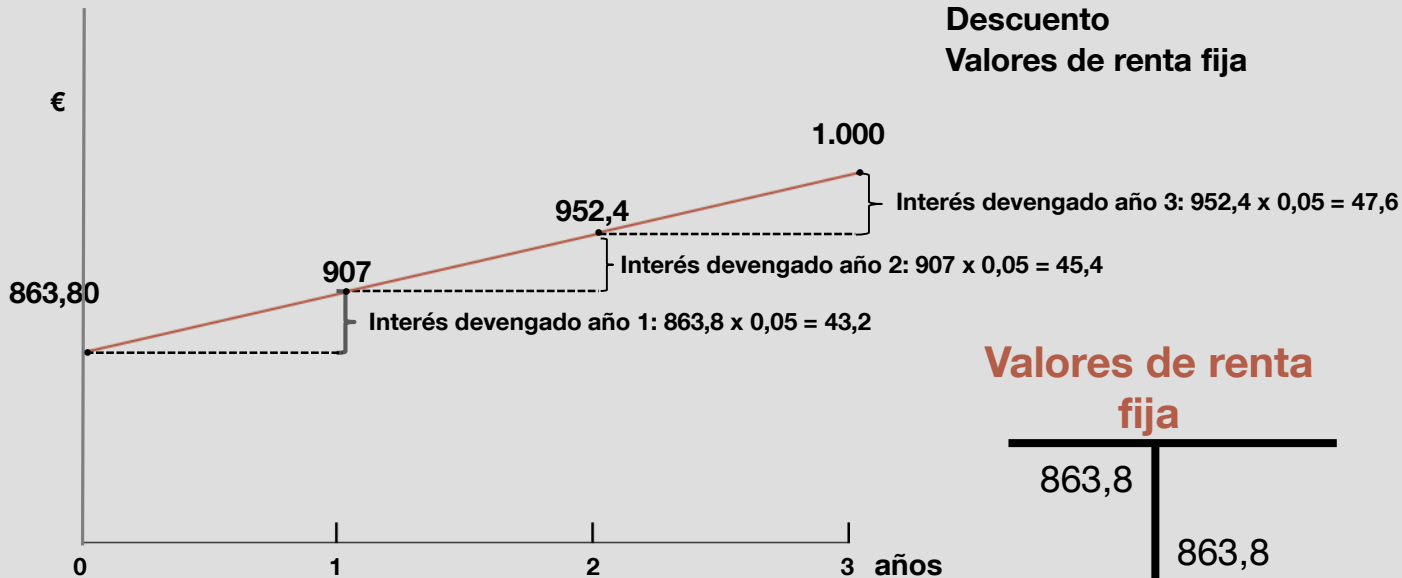 Descuento
Valores de renta fija
€
1.000
Interés devengado año 3: 952,4 x 0,05 = 47,6
952,4
Interés devengado año 2: 907 x 0,05 = 45,4
907
863,80
Interés devengado año 1: 863,8 x 0,05 = 43,2
Valores de renta
fija
863,8
863,8
0 1 2 3 años